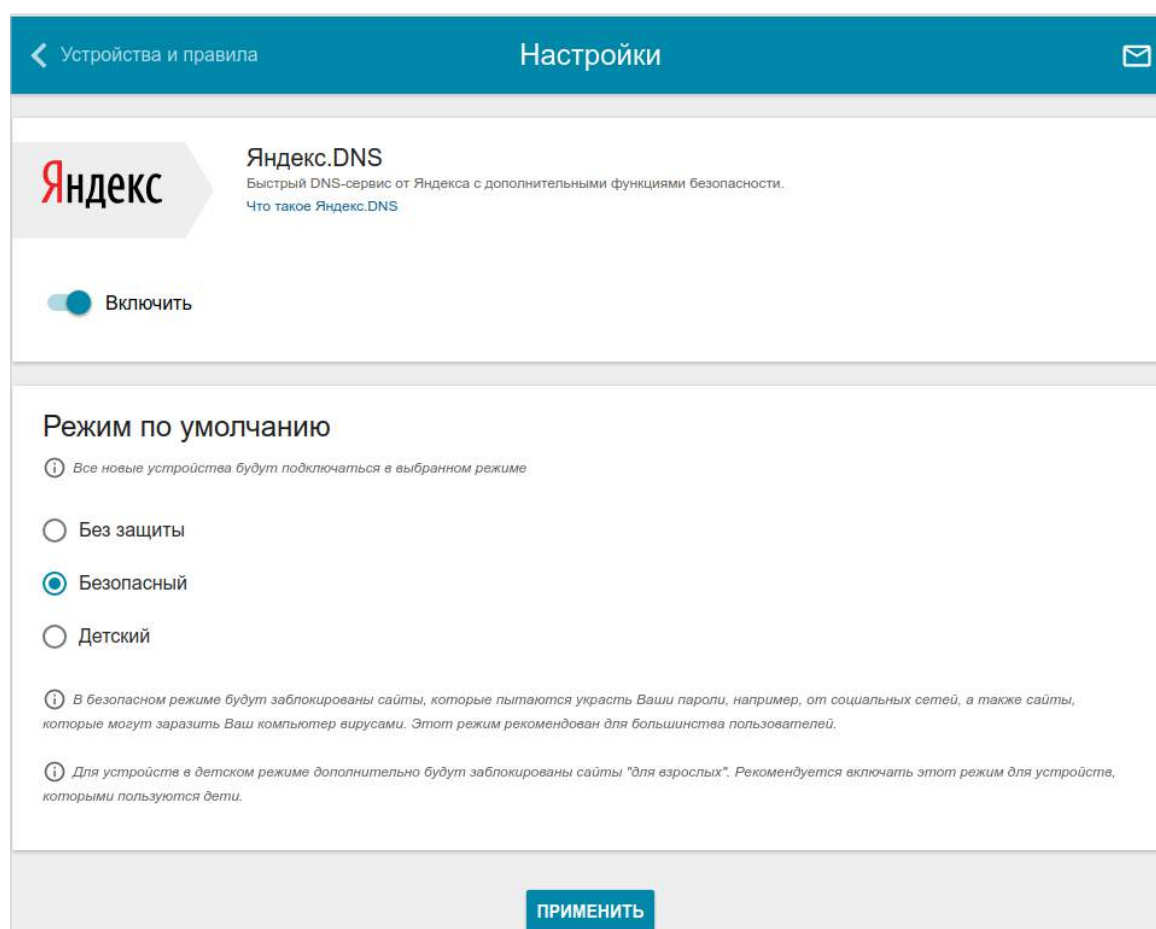 Устройства и правила
Настройки
Яндекс
Яндекс.DNS
Быстрый DNS-сервис от Яндекса с дополнительными функциями безопасности.
Что такое Яндекс.DNS
Включить
Режим по умолчанию
Все новые устройства будут подключаться в выбранном режиме
Без защиты
Безопасный
Детский
В безопасном режиме будут заблокированы сайты, которые пытаются украсть Ваши пароли, например, от социальных сетей, а также сайты,
которые могут заразить Ваш компьютер вирусами. Этот режим рекомендован для большинства пользователей.
Для устройств в детском режиме дополнительно будут заблокированы сайты "для взрослых". Рекомендуется включать этот режим для устройств,
которыми пользуются дети.
ПРИМЕНИТЬ